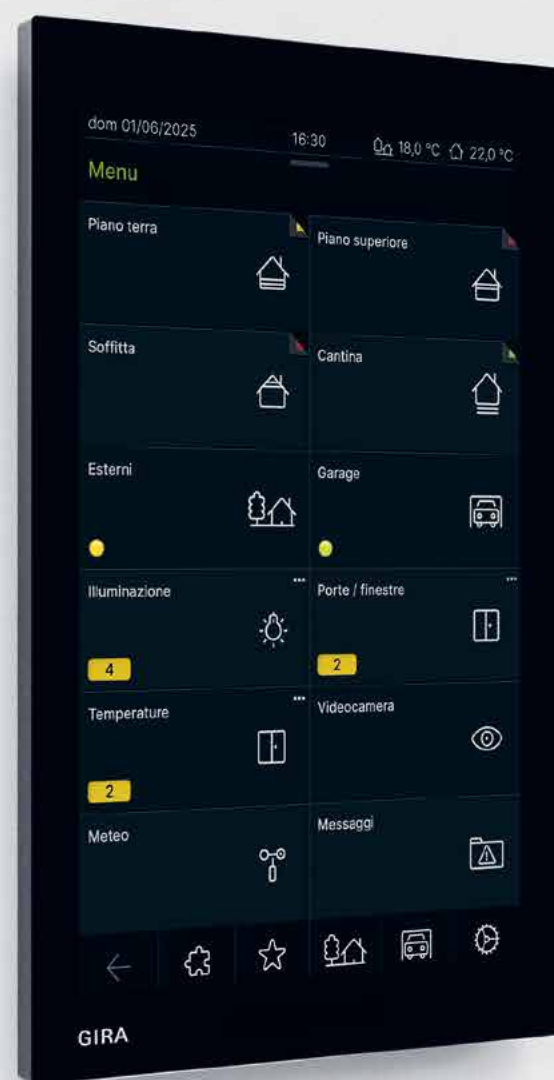 dom 01/06/2025 16:30 18,0 °C 22,0 °C
Menu
Piano terra
Piano superiore
Soffitta
Cantina
Esterni
Garage
Illuminazione
4
Porte / finestre
2
Temperature
2
Videocamera
Meteo
Messaggi
GIRA